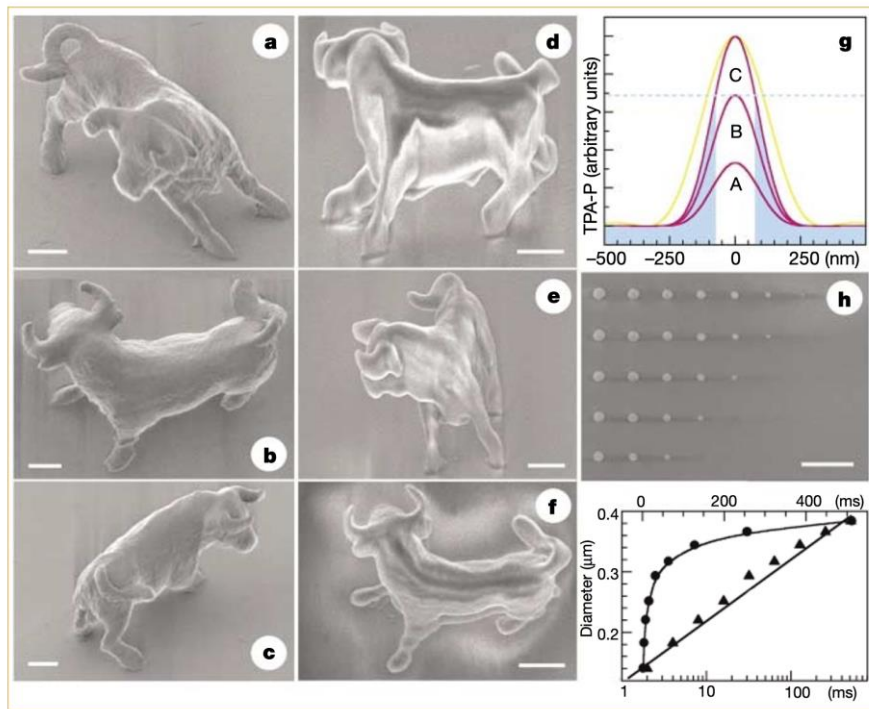 a
b
c
d
e
f
g
C
B
A
TPA-P (arbitrary units)
−500 −250 0 250 (nm)
h
0 200 400 (ms)
Diameter (μm)
0.4
0.3
0.2
1 10 100 (ms)